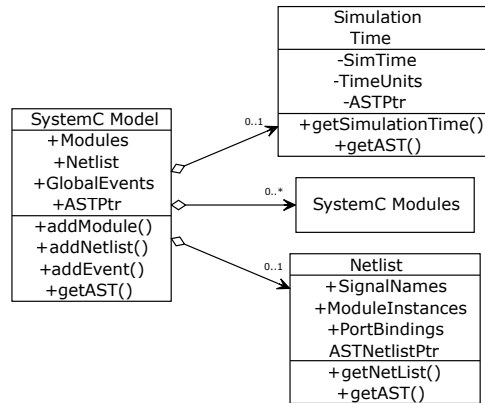 SystemC Model
+Modules
+Netlist
+GlobalEvents
+ASTPtr
+addModule()
+addNetlist()
+addEvent()
+getAST()
0..1
0..*
0..1
Simulation
Time
-SimTime
-TimeUnits
-ASTPtr
+getSimulationTime()
+getAST()
SystemC Modules
Netlist
+SignalNames
+ModuleInstances
+PortBindings
ASTNetlistPtr
+getNetList()
+getAST()